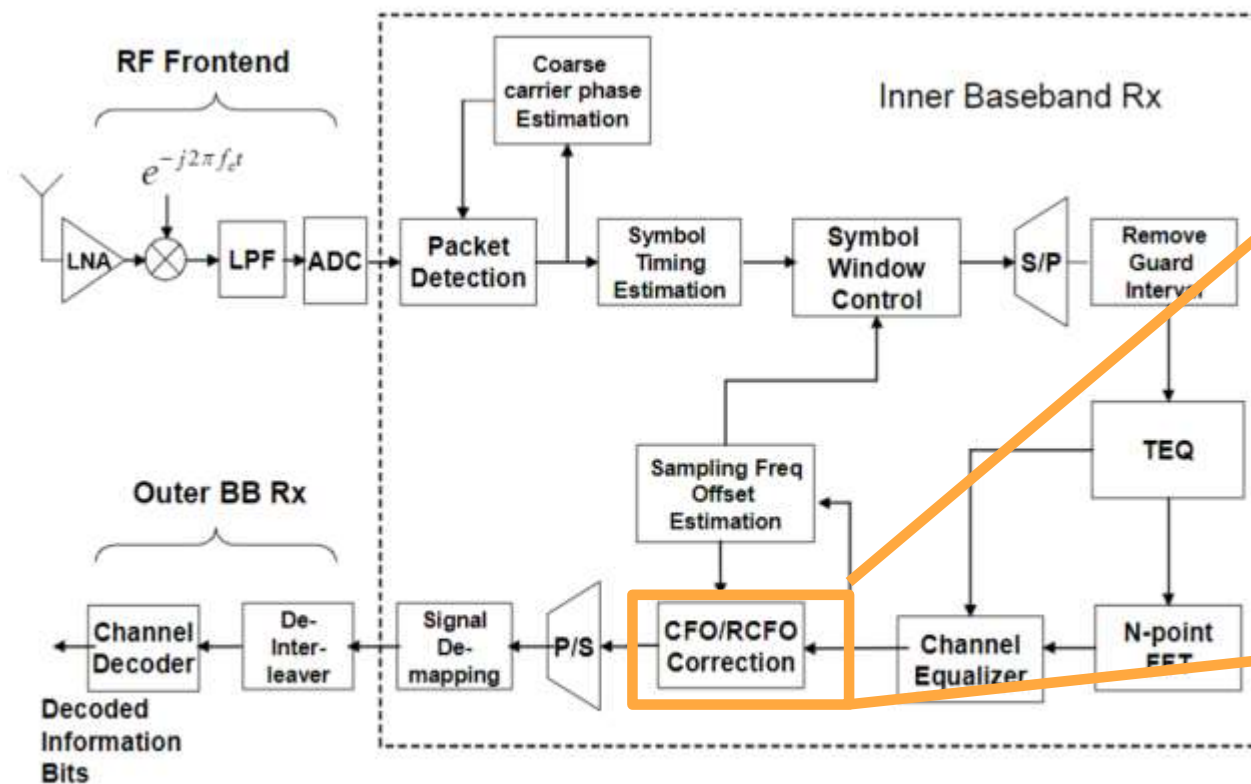 RF Frontend
e^{-j2πf_ct}
LNA
LPF
ADC
Inner Baseband Rx
Coarse
carrier phase
Estimation
Packet
Detection
Symbol
Timing
Estimation
Symbol
Window
Control
S/P
Remove
Guard
Interval
TEQ
Sampling Freq
Offset
Estimation
N-point
FFT
Channel
Equalizer
CFO/RCFO
Correction
P/S
Signal
De-
mapping
Outer BB Rx
De-
Inter-
leaver
Channel
Decoder
Decoded
Information
Bits